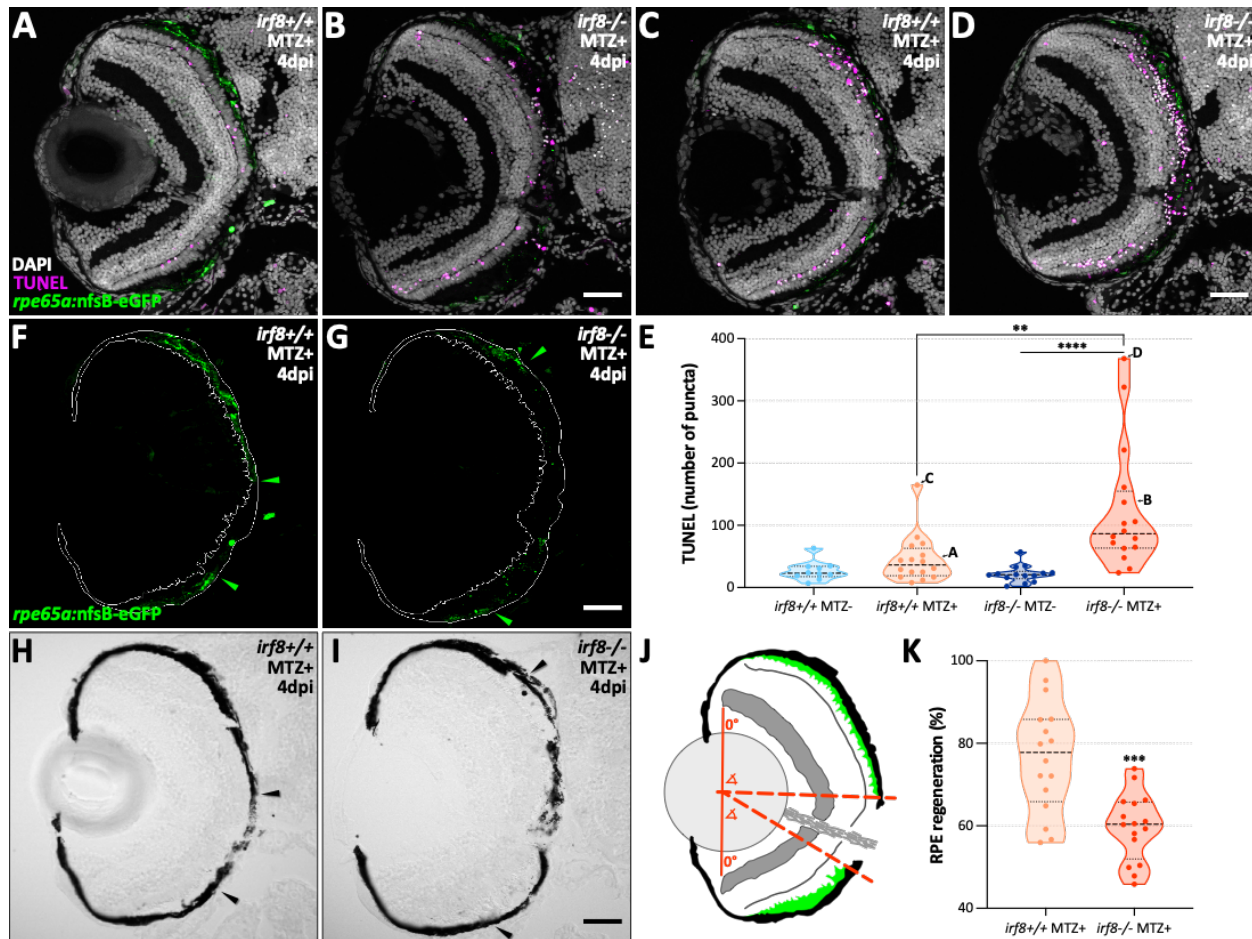 A
irf8+/+
MTZ+
4dpi
DAPI
TUNEL
rpe65a:nfsB-eGFP
B
irf8-/-
MTZ+
4dpi
C
irf8+/+
MTZ+
4dpi
D
irf8-/-
MTZ+
4dpi
F
irf8+/+
MTZ+
4dpi
rpe65a:nfsB-eGFP
G
irf8-/-
MTZ+
4dpi
E
TUNEL (number of puncta)
400
300
200
100
0
**
****
D
C
B
A
irf8+/+ MTZ-
irf8+/+ MTZ+
irf8-/- MTZ-
irf8-/- MTZ+
H
irf8+/+
MTZ+
4dpi
I
irf8-/-
MTZ+
4dpi
J
0°
∡
∡
0°
K
RPE regeneration (%)
100
80
60
40
***
irf8+/+ MTZ+
irf8-/- MTZ+